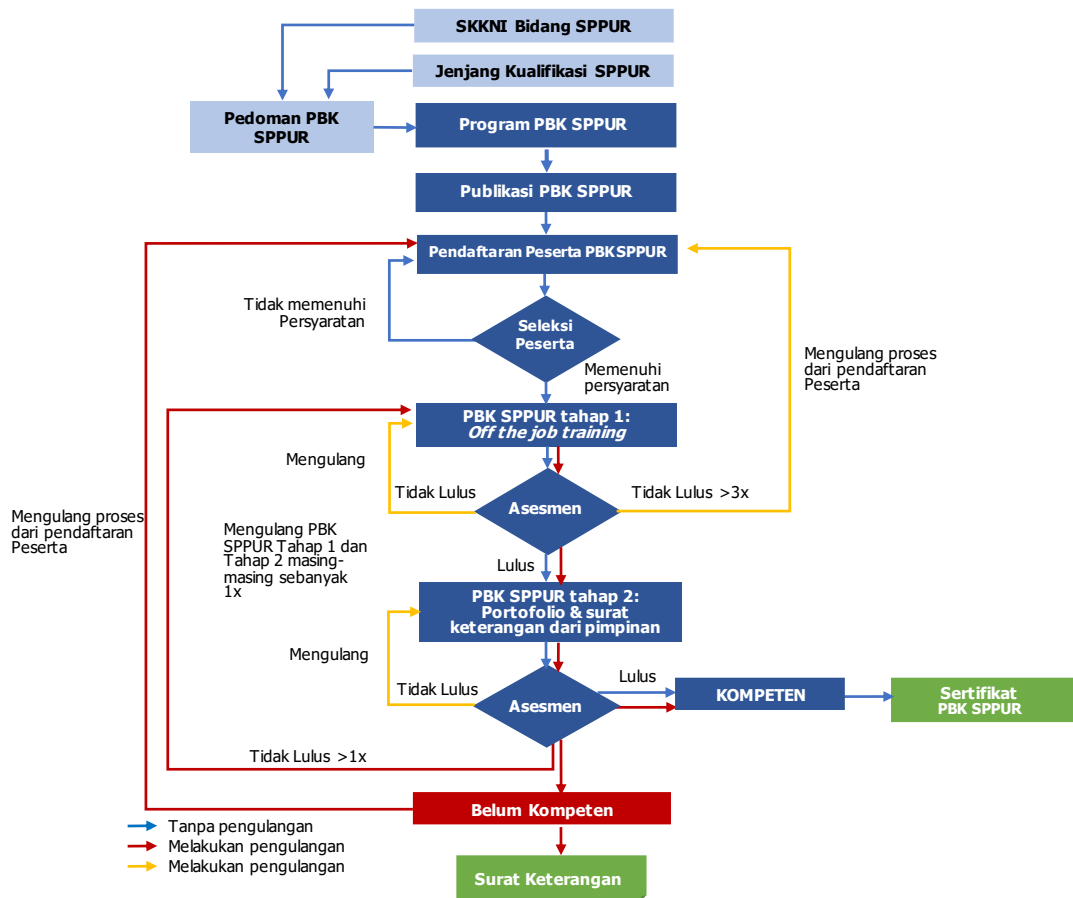 SKKNI Bidang SPPUR
Jenjang Kualifikasi SPPUR
Pedoman PBK
SPPUR
Program PBK SPPUR
Publikasi PBK SPPUR
Pendaftaran Peserta PBK SPPUR
Tidak memenuhi
Persyaratan
Seleksi
Peserta
Memenuhi
persyaratan
Mengulang proses
dari pendaftaran
Peserta
PBK SPPUR tahap 1:
Off the job training
Mengulang
Tidak Lulus
Asesmen
Tidak Lulus >3x
Mengulang proses
dari pendaftaran
Peserta
Mengulang PBK
SPPUR Tahap 1 dan
Tahap 2 masing-
masing sebanyak
1x
Lulus
PBK SPPUR tahap 2:
Portofolio & surat
keterangan dari pimpinan
Mengulang
Tidak Lulus
Asesmen
Lulus
KOMPETEN
Sertifikat
PBK SPPUR
Tidak Lulus >1x
Belum Kompeten
Tanpa pengulangan
Melakukan pengulangan
Melakukan pengulangan
Surat Keterangan